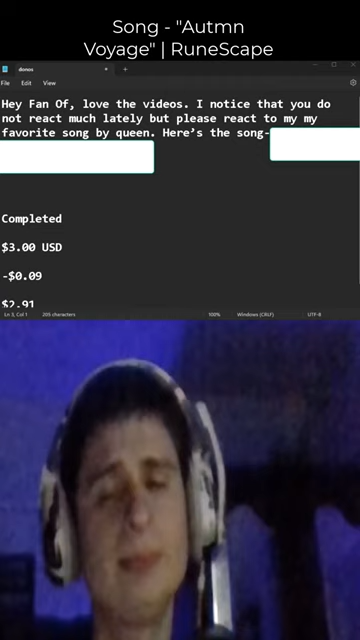 Song - "Autmn
Voyage" | RuneScape
donos
File Edit View
Hey Fan Of, love the videos. I notice that you do
not react much lately but please react to my my
favorite song by queen. Here's the song-
Completed
$3.00 USD
-$0.09
$2.91
Ln 3, Col 1 205 characters 100% Windows (CRLF) UTF-8